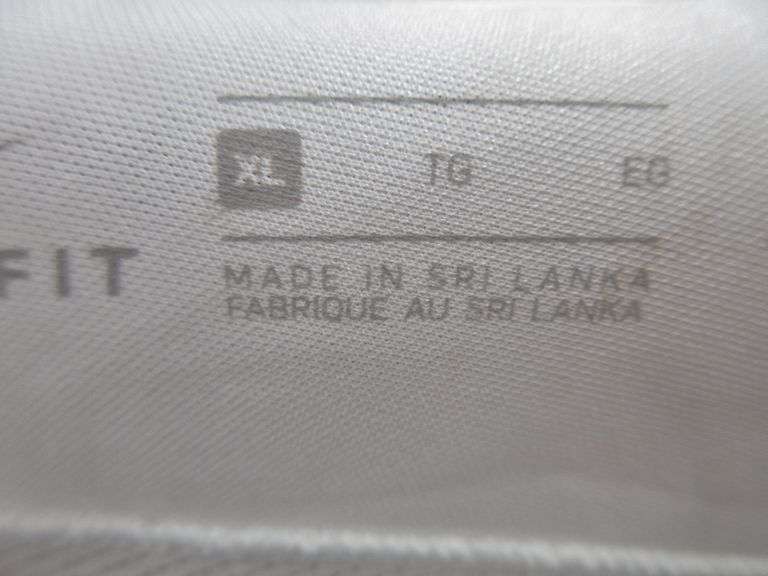 XL TG EG
FIT
MADE IN SRI LANKA
FABRIQUE AU SRI LANKA